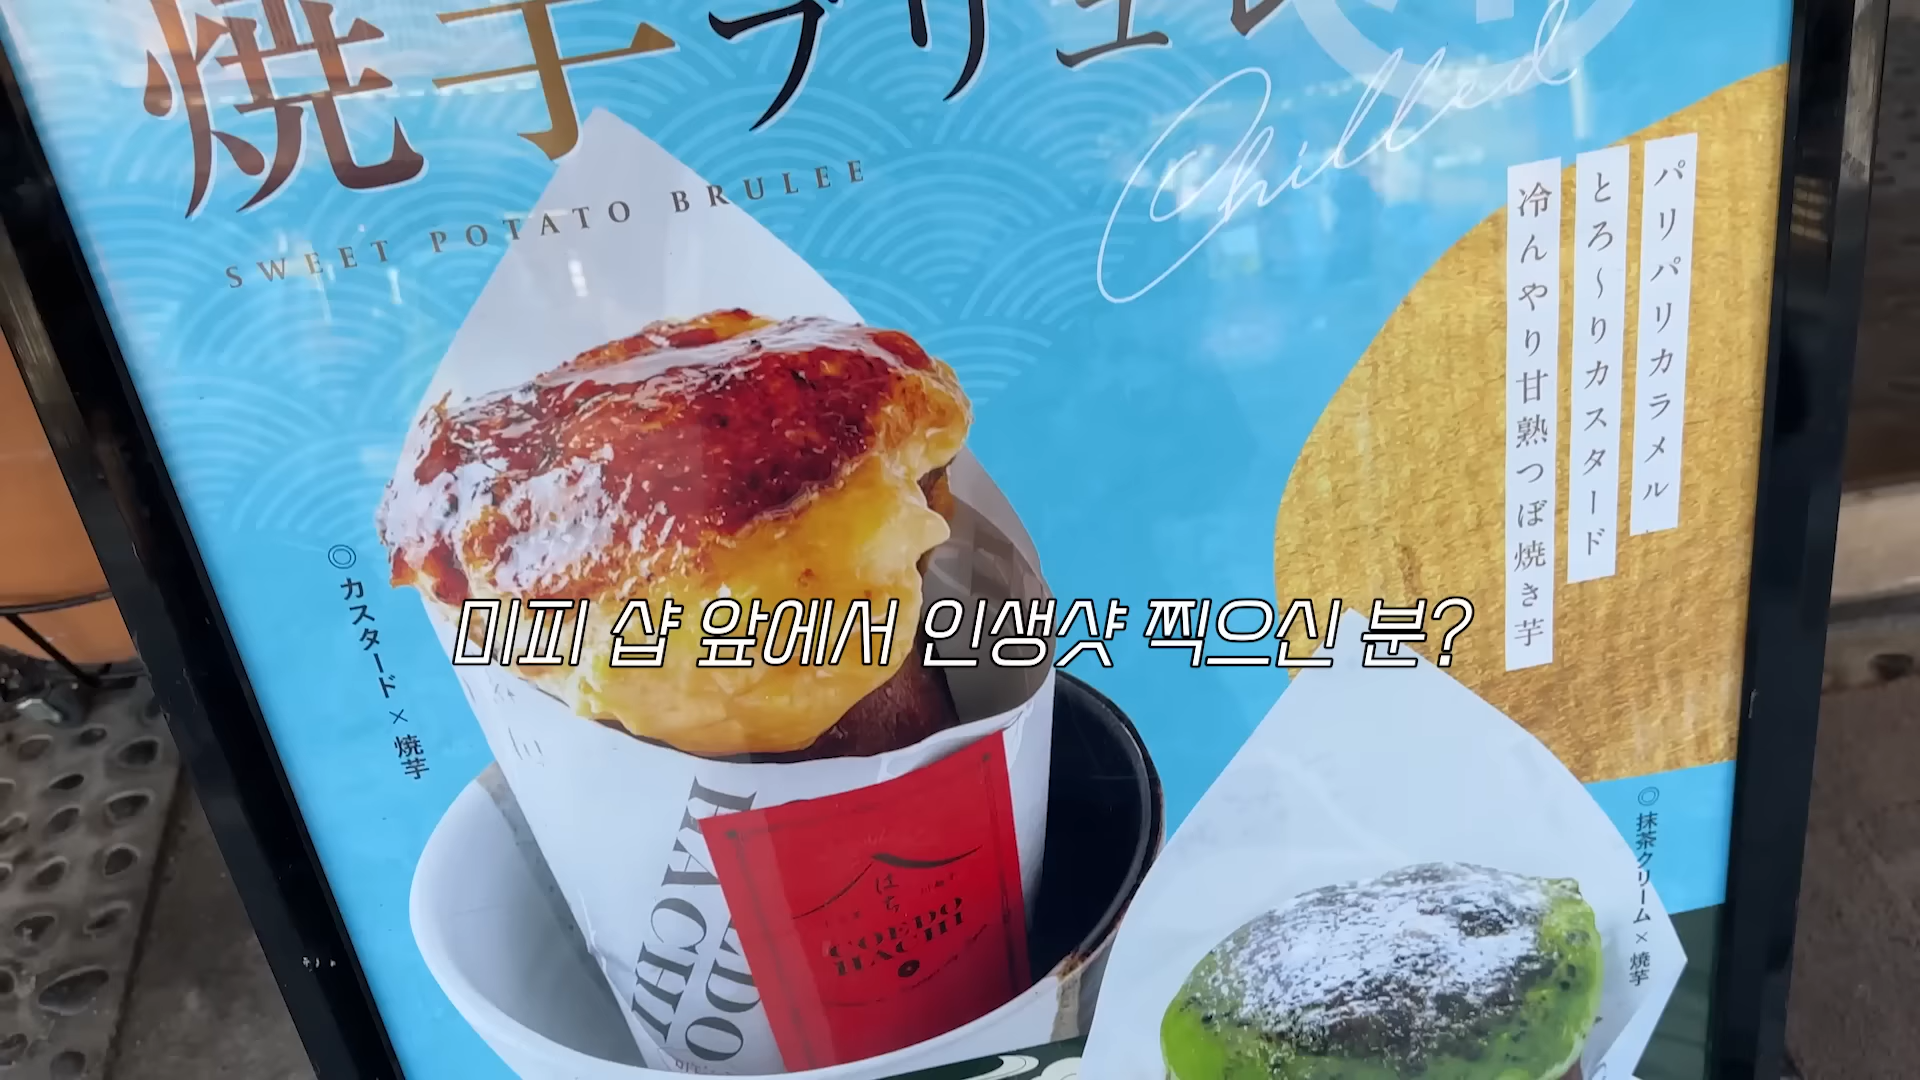 焼芋ブリュレ
SWEET POTATO BRULEE
Chilled
パリパリカラメル
とろ～りカスタード
冷んやり甘熟つぼ焼き芋
◎カスタード×焼芋
미피 샵 앞에서 인생샷 찍으신 분?
HACHI
はち
COEDO
HACHI
◎抹茶クリーム×焼芋